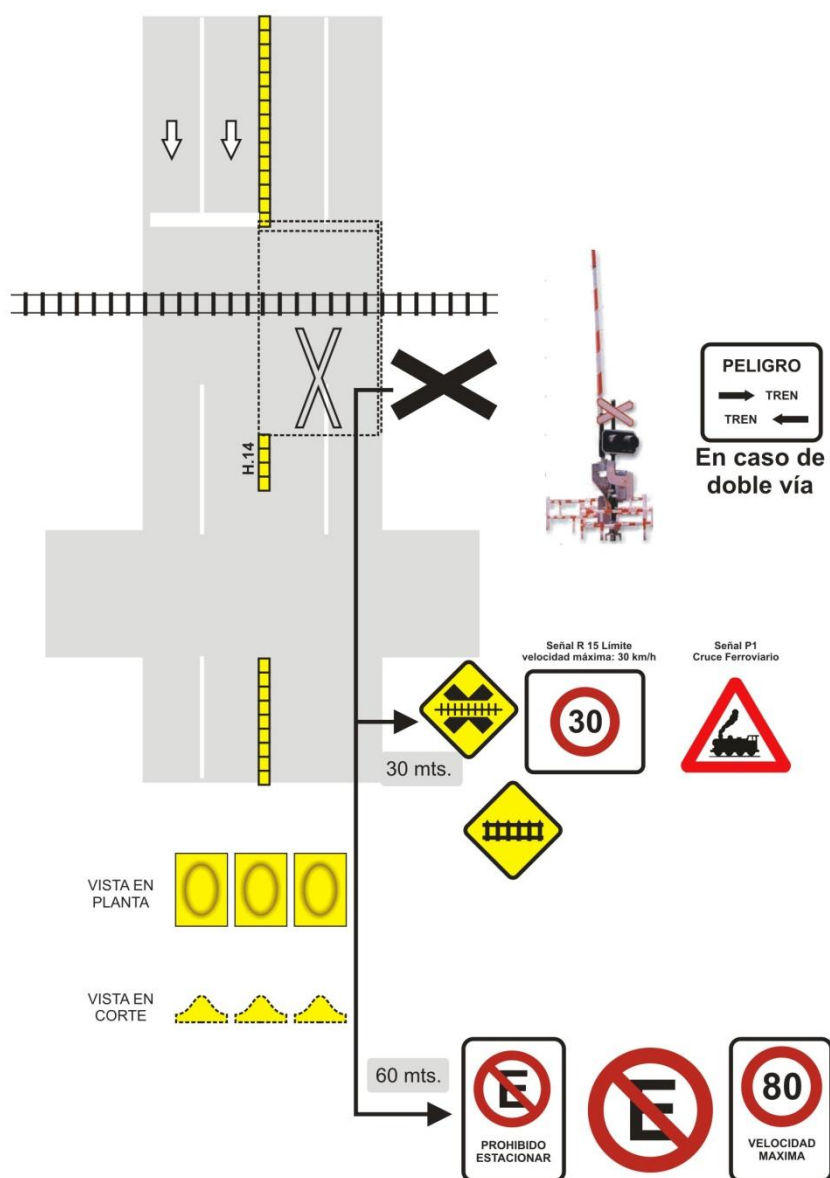 PELIGRO
TREN
TREN
En caso de
doble vía
H.14
Señal R 15 Límite
velocidad máxima: 30 km/h
Señal P1
Cruce Ferroviario
30
30 mts.
VISTA EN
PLANTA
VISTA EN
CORTE
60 mts.
E
PROHIBIDO
ESTACIONAR
E
80
VELOCIDAD
MAXIMA